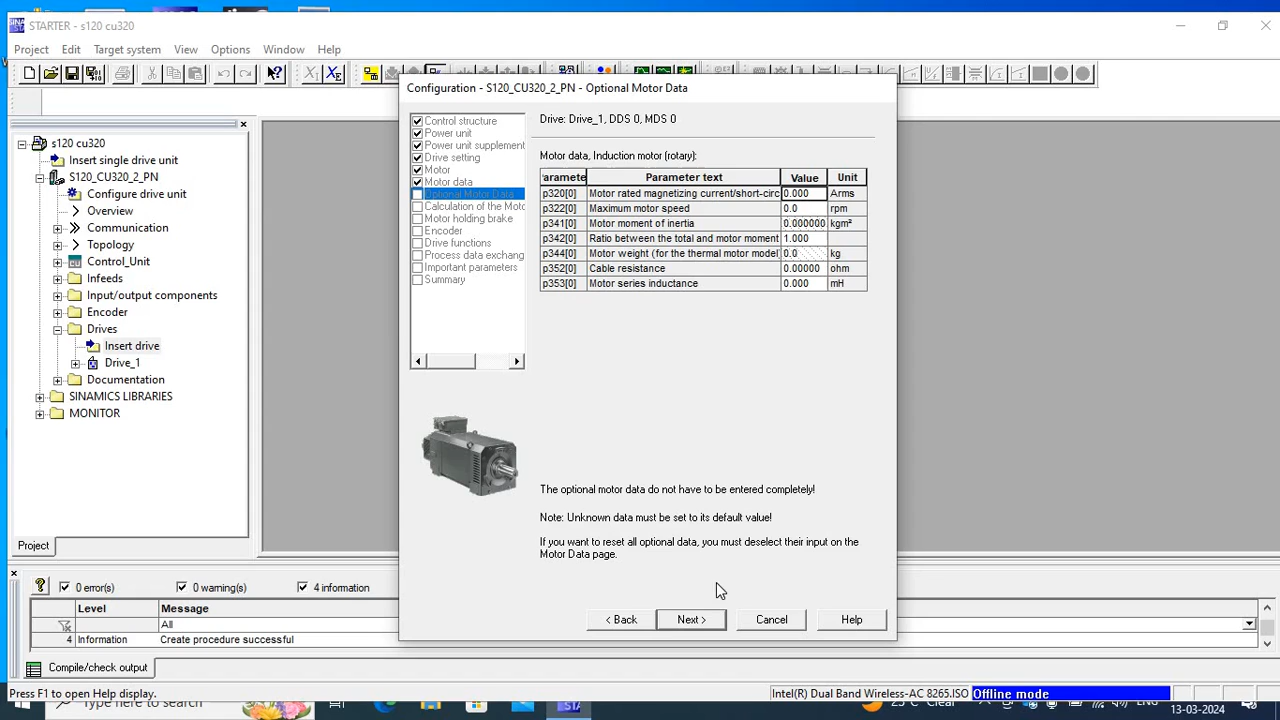 STARTER - s120 cu320
Project Edit Target system View Options Window Help
Configuration - S120_CU320_2_PN - Optional Motor Data
Control structure
Power unit
Power unit supplement
Drive setting
Motor
Motor data
Optional Motor Data
Calculation of the Moto
Motor holding brake
Encoder
Drive functions
Process data exchang
Important parameters
Summary
Drive: Drive_1, DDS 0, MDS 0
Motor data, Induction motor (rotary):
aramete Parameter text Value Unit
p320[0] Motor rated magnetizing current/short-circ 0.000 Arms
p322[0] Maximum motor speed 0.0 rpm
p341[0] Motor moment of inertia 0.000000 kgm²
p342[0] Ratio between the total and motor moment 1.000
p344[0] Motor weight (for the thermal motor model) 0.0 kg
p352[0] Cable resistance 0.00000 ohm
p353[0] Motor series inductance 0.000 mH
The optional motor data do not have to be entered completely!
Note: Unknown data must be set to its default value!
If you want to reset all optional data, you must deselect their input on the
Motor Data page.
< Back Next > Cancel Help
s120 cu320
Insert single drive unit
S120_CU320_2_PN
Configure drive unit
Overview
Communication
Topology
Control_Unit
Infeeds
Input/output components
Encoder
Drives
Insert drive
Drive_1
Documentation
SINAMICS LIBRARIES
MONITOR
Project
0 error(s) 0 warning(s) 4 information
Level Message
All
4 Information Create procedure successful
Compile/check output
Press F1 to open Help display.
Intel(R) Dual Band Wireless-AC 8265.ISO Offline mode
Type here to search
25°C Clear
ENG
13-03-2024